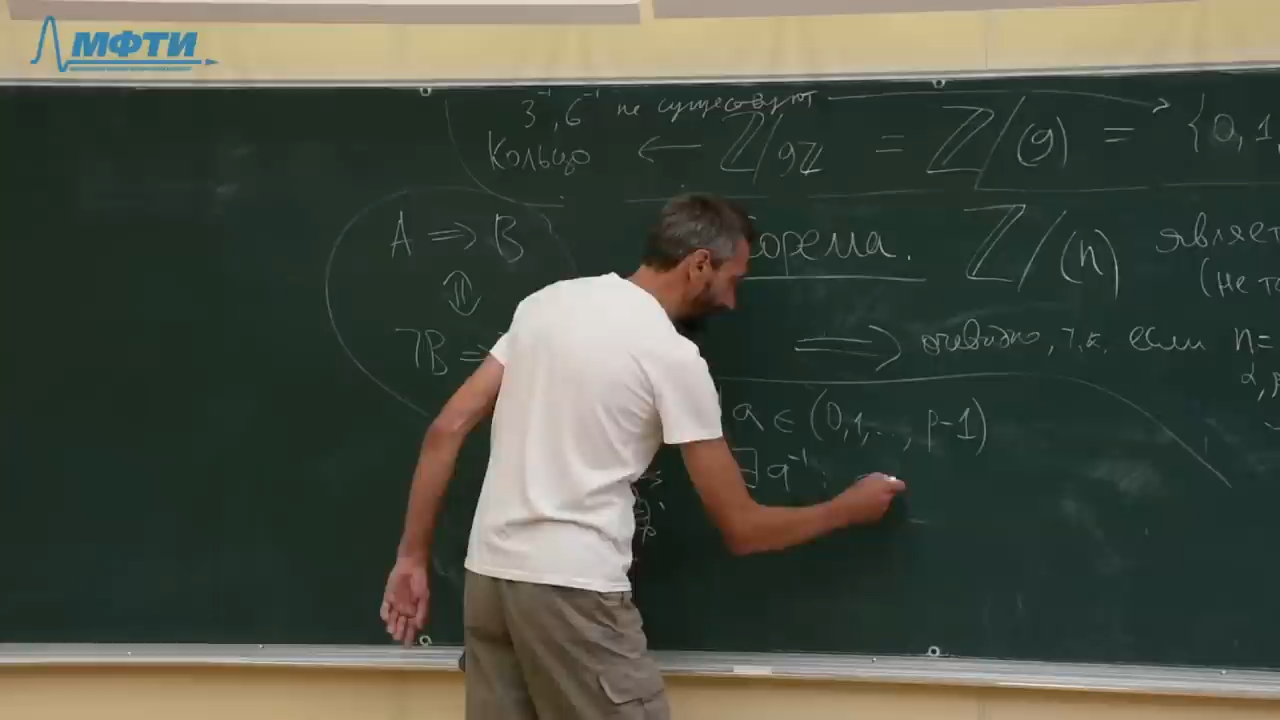 МФТИ
3⁻¹, 6⁻¹ не существуют
Кольцо ← ℤ/9ℤ = ℤ/(9) = {0, 1,
A ⇒ B
⇕
¬B ⇒
орема. ℤ/(n) являет
(не то
⇒ очевидно, т.к. если n=
a ∈ (0,1,..., p-1)
∃ a⁻¹: